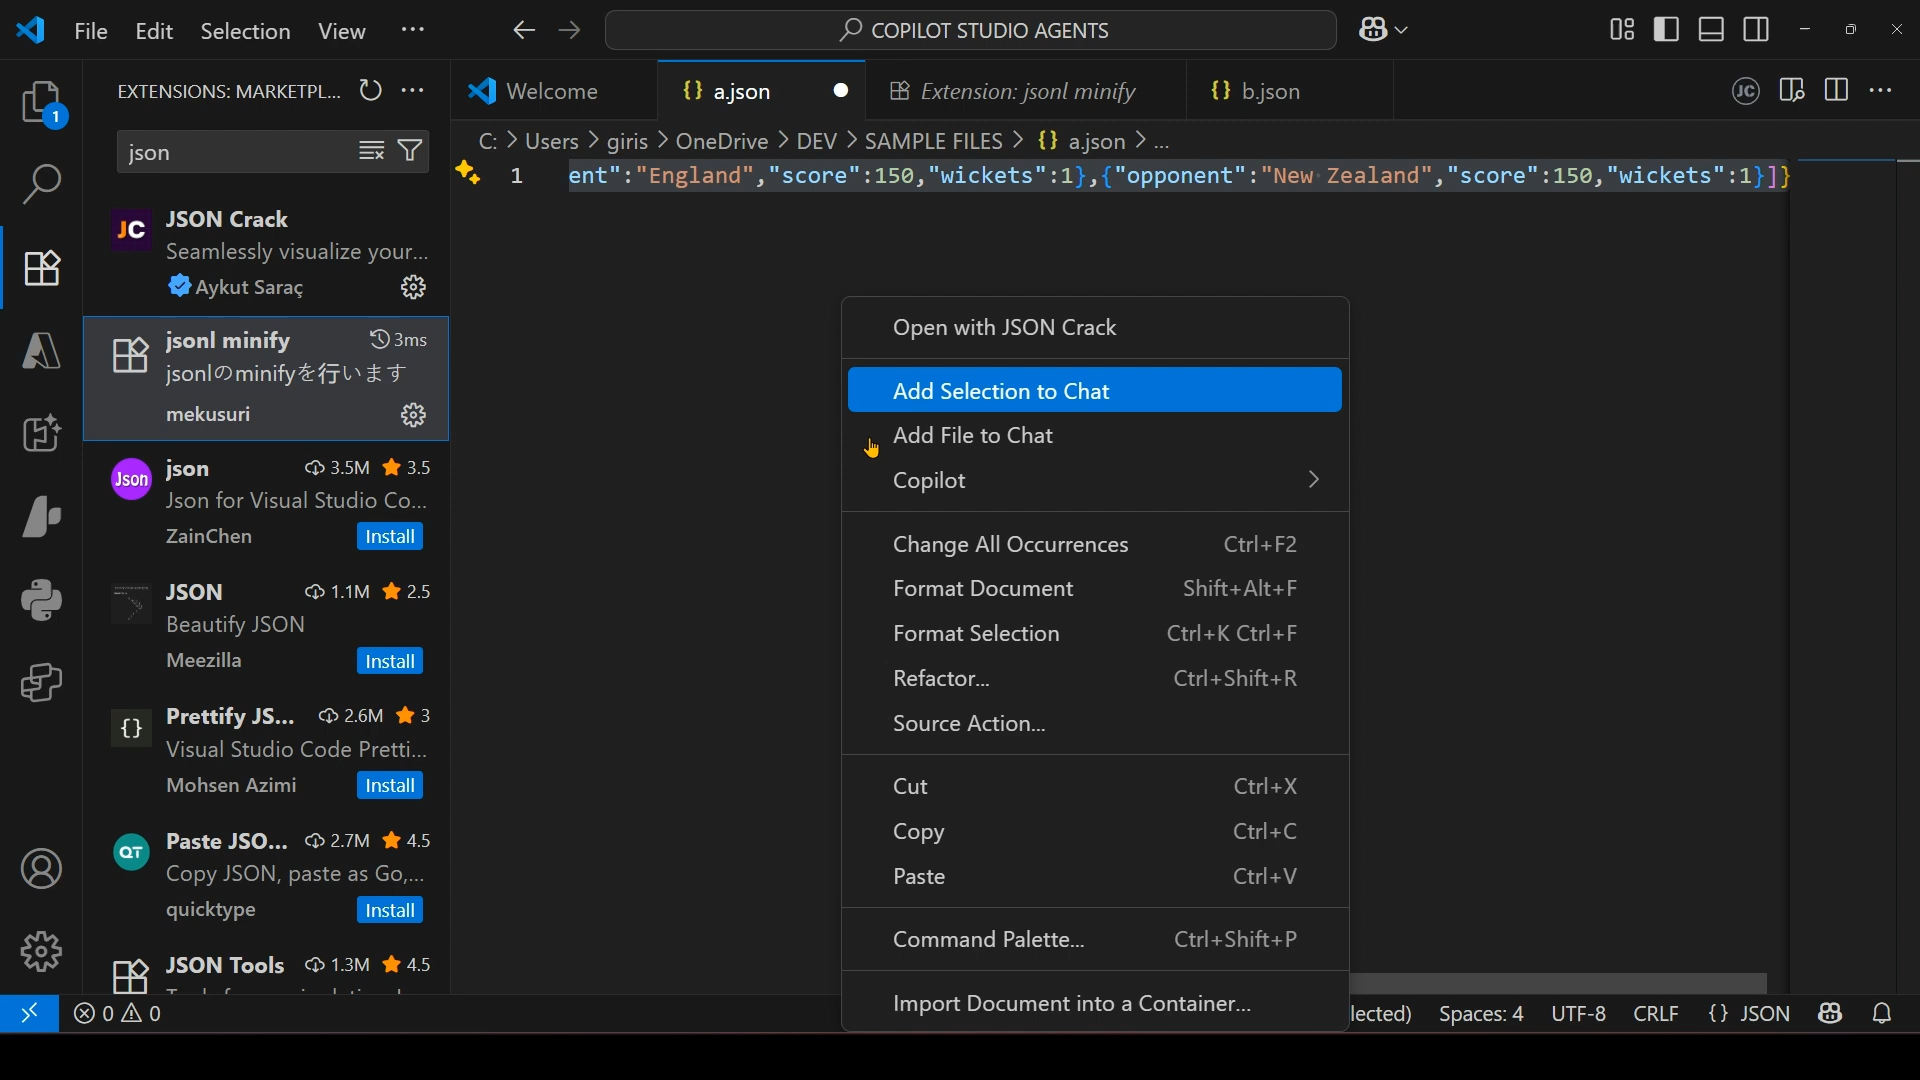 File Edit Selection View ...
COPILOT STUDIO AGENTS
EXTENSIONS: MARKETPL...
Welcome
{} a.json
Extension: jsonl minify
{} b.json
JC
1
json
C: > Users > giris > OneDrive > DEV > SAMPLE FILES > {} a.json > ...
1 ent":"England","score":150,"wickets":1},{"opponent":"New Zealand","score":150,"wickets":1}]}
JC
JSON Crack
Seamlessly visualize your...
Aykut Saraç
jsonl minify 3ms
jsonlのminifyを行います
mekusuri
Json
json 3.5M 3.5
Json for Visual Studio Co...
ZainChen Install
JSON 1.1M 2.5
Beautify JSON
Meezilla Install
{}
Prettify JS... 2.6M 3
Visual Studio Code Pretti...
Mohsen Azimi Install
QT
Paste JSO... 2.7M 4.5
Copy JSON, paste as Go,...
quicktype Install
JSON Tools 1.3M 4.5
Open with JSON Crack
Add Selection to Chat
Add File to Chat
Copilot >
Change All Occurrences Ctrl+F2
Format Document Shift+Alt+F
Format Selection Ctrl+K Ctrl+F
Refactor... Ctrl+Shift+R
Source Action...
Cut Ctrl+X
Copy Ctrl+C
Paste Ctrl+V
Command Palette... Ctrl+Shift+P
Import Document into a Container...
0 0
lected) Spaces: 4 UTF-8 CRLF {} JSON